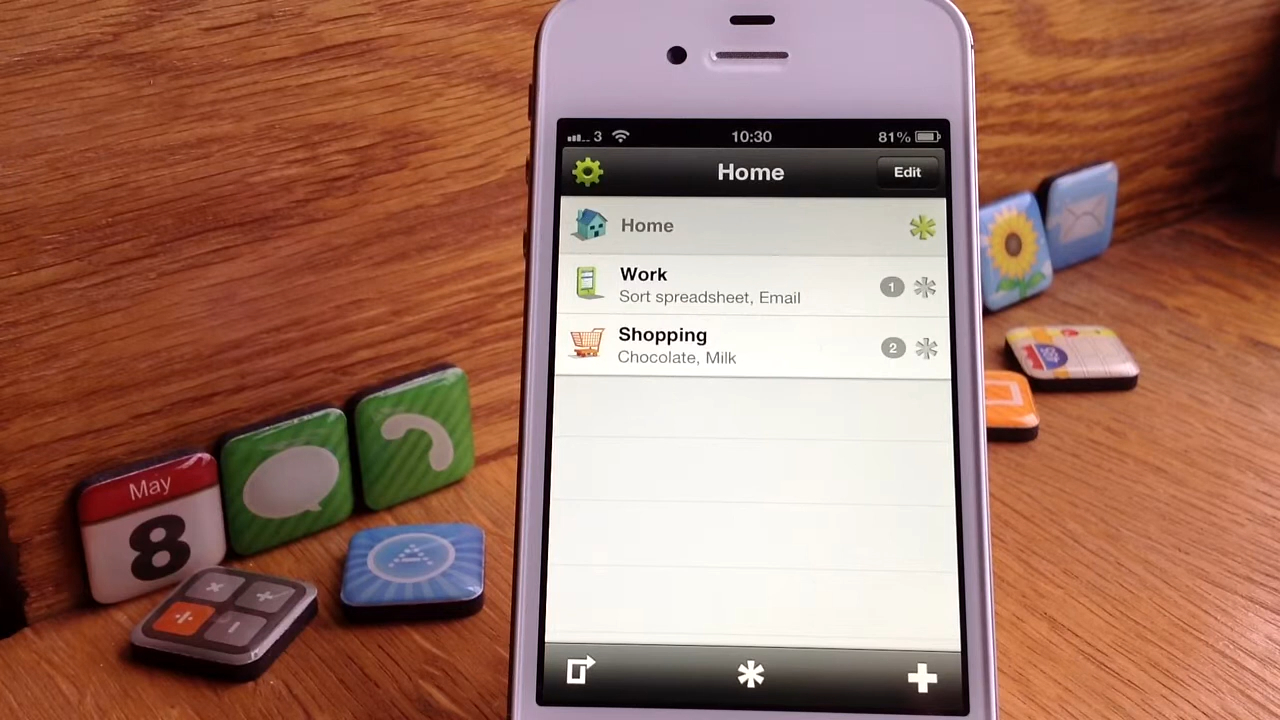 3 10:30 81%
Home Edit
Home
Work
Sort spreadsheet, Email
1
Shopping
Chocolate, Milk
2
May
8